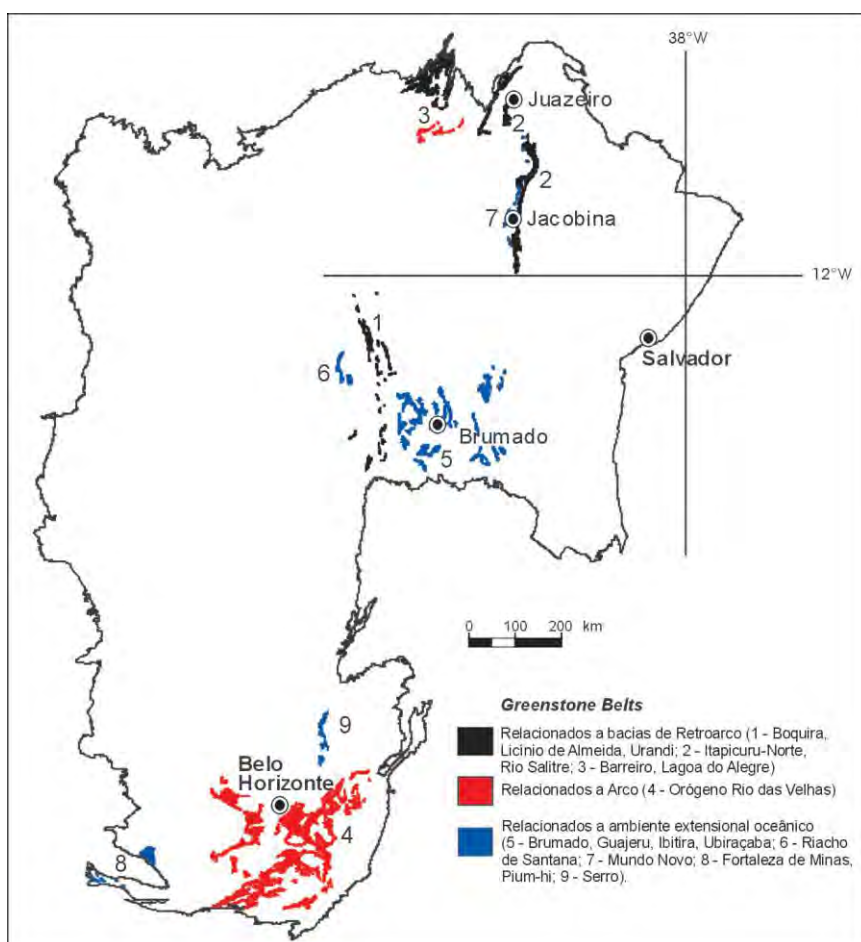 38°W
Juazeiro
3
2
2
7
Jacobina
12°W
1
Salvador
6
Brumado
5
0 100 200 km
Greenstone Belts
Relacionados a bacias de Retroarco (1 - Boquira,
Licínio de Almeida, Urandi; 2 - Itapicuru-Norte,
Rio Salitre; 3 - Barreiro, Lagoa do Alegre)
Relacionados a Arco (4 - Orógeno Rio das Velhas)
Relacionados a ambiente extensional oceânico
(5 - Brumado, Guajeru, Ibitira, Ubiraçaba; 6 - Riacho
de Santana; 7 - Mundo Novo; 8 - Fortaleza de Minas,
Pium-hi; 9 - Serro).
9
Belo
Horizonte
4
8